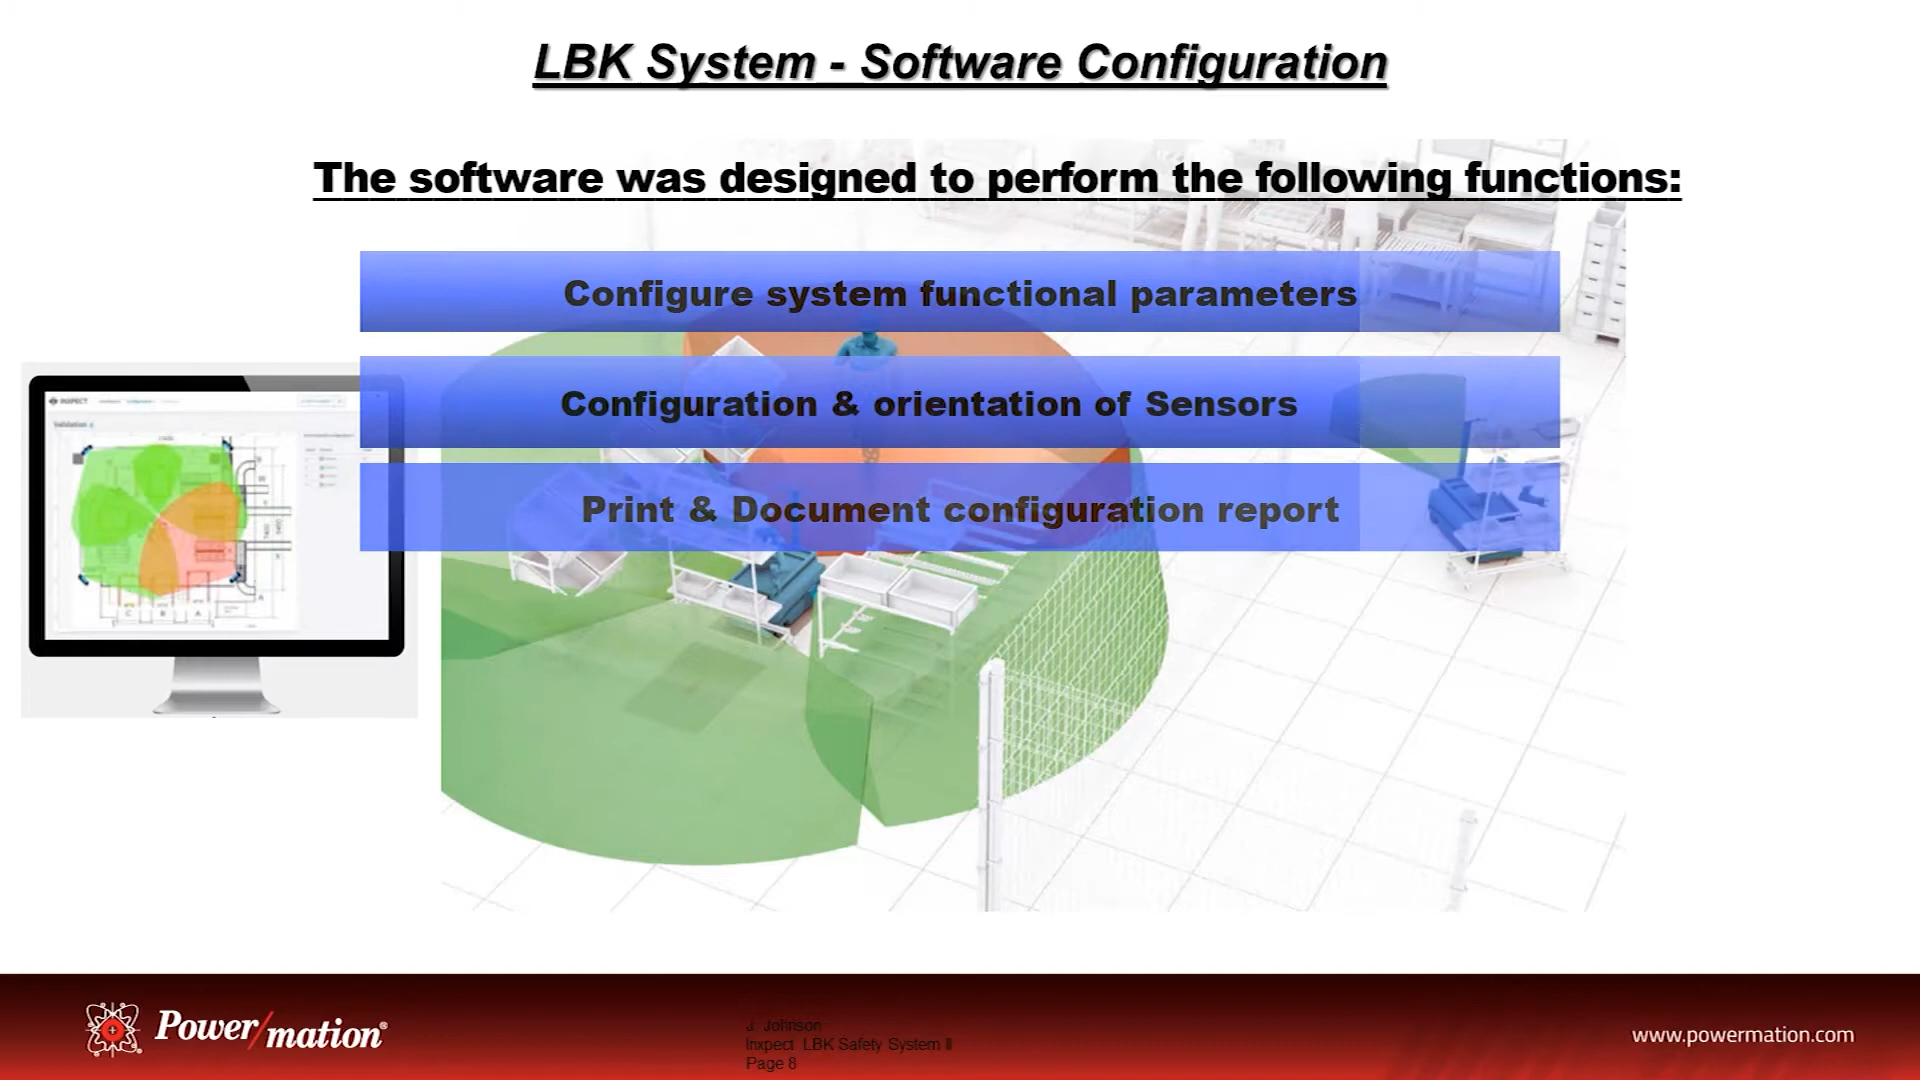 LBK System - Software Configuration
The software was designed to perform the following functions:
Configure system functional parameters
Configuration & orientation of Sensors
Print & Document configuration report
INXPECT
Validation
C B A
Power/mation®
J. Johnson
Inxpect LBK Safety System II
Page 8
www.powermation.com